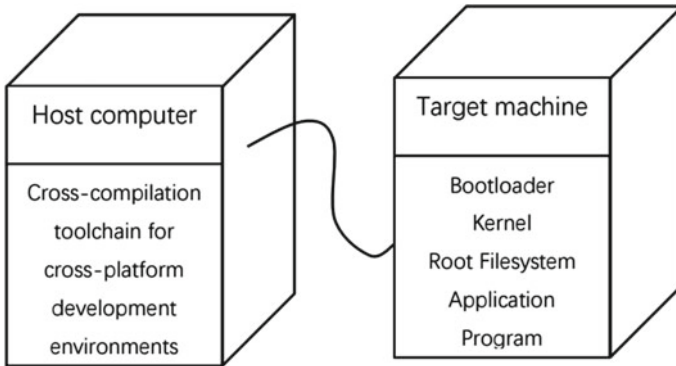 Host computer
Cross-compilation
toolchain for
cross-platform
development
environments
Target machine
Bootloader
Kernel
Root Filesystem
Application
Program